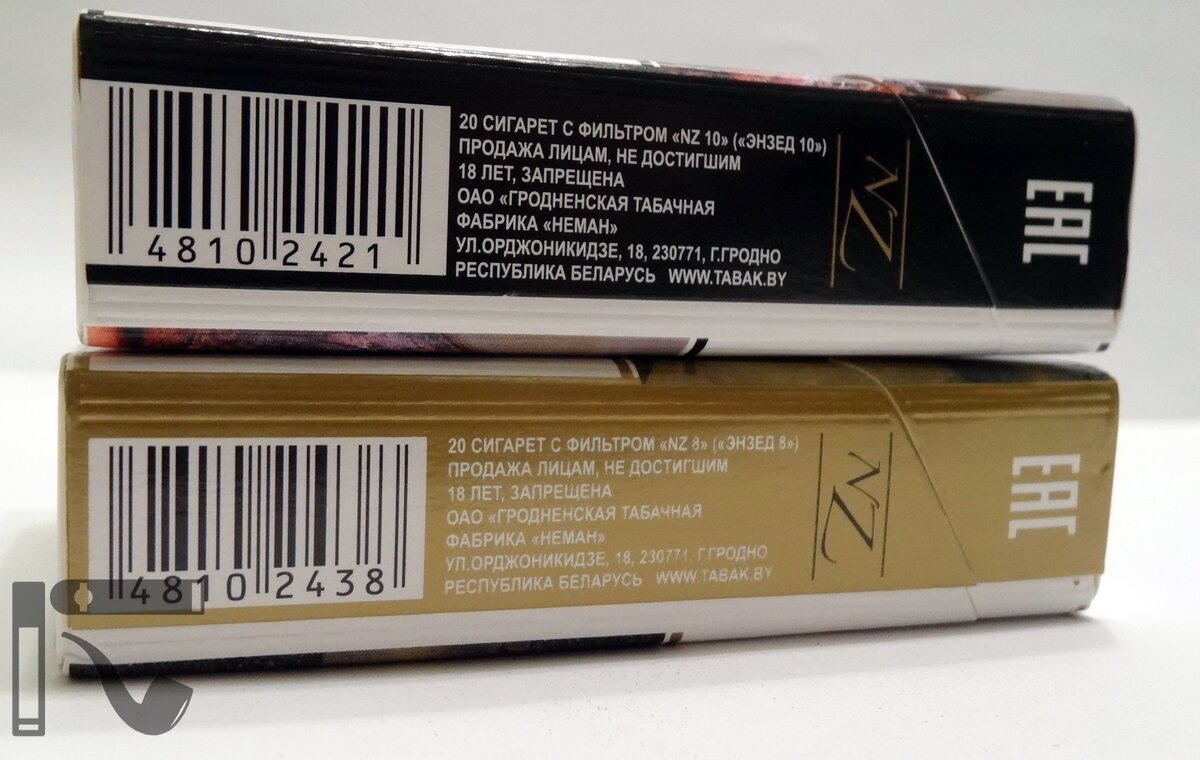 20 СИГАРЕТ С ФИЛЬТРОМ «NZ 10» («ЭНЗЕД 10»)
ПРОДАЖА ЛИЦАМ, НЕ ДОСТИГШИМ
18 ЛЕТ, ЗАПРЕЩЕНА
ОАО «ГРОДНЕНСКАЯ ТАБАЧНАЯ
ФАБРИКА «НЕМАН»
УЛ.ОРДЖОНИКИДЗЕ, 18, 230771, Г.ГРОДНО
РЕСПУБЛИКА БЕЛАРУСЬ WWW.TABAK.BY
4810 2421
NZ
EAC
20 СИГАРЕТ С ФИЛЬТРОМ «NZ 8» («ЭНЗЕД 8»)
ПРОДАЖА ЛИЦАМ, НЕ ДОСТИГШИМ
18 ЛЕТ, ЗАПРЕЩЕНА
ОАО «ГРОДНЕНСКАЯ ТАБАЧНАЯ
ФАБРИКА «НЕМАН»
УЛ.ОРДЖОНИКИДЗЕ, 18, 230771, Г.ГРОДНО
РЕСПУБЛИКА БЕЛАРУСЬ WWW.TABAK.BY
4810 2438
NZ
EAC